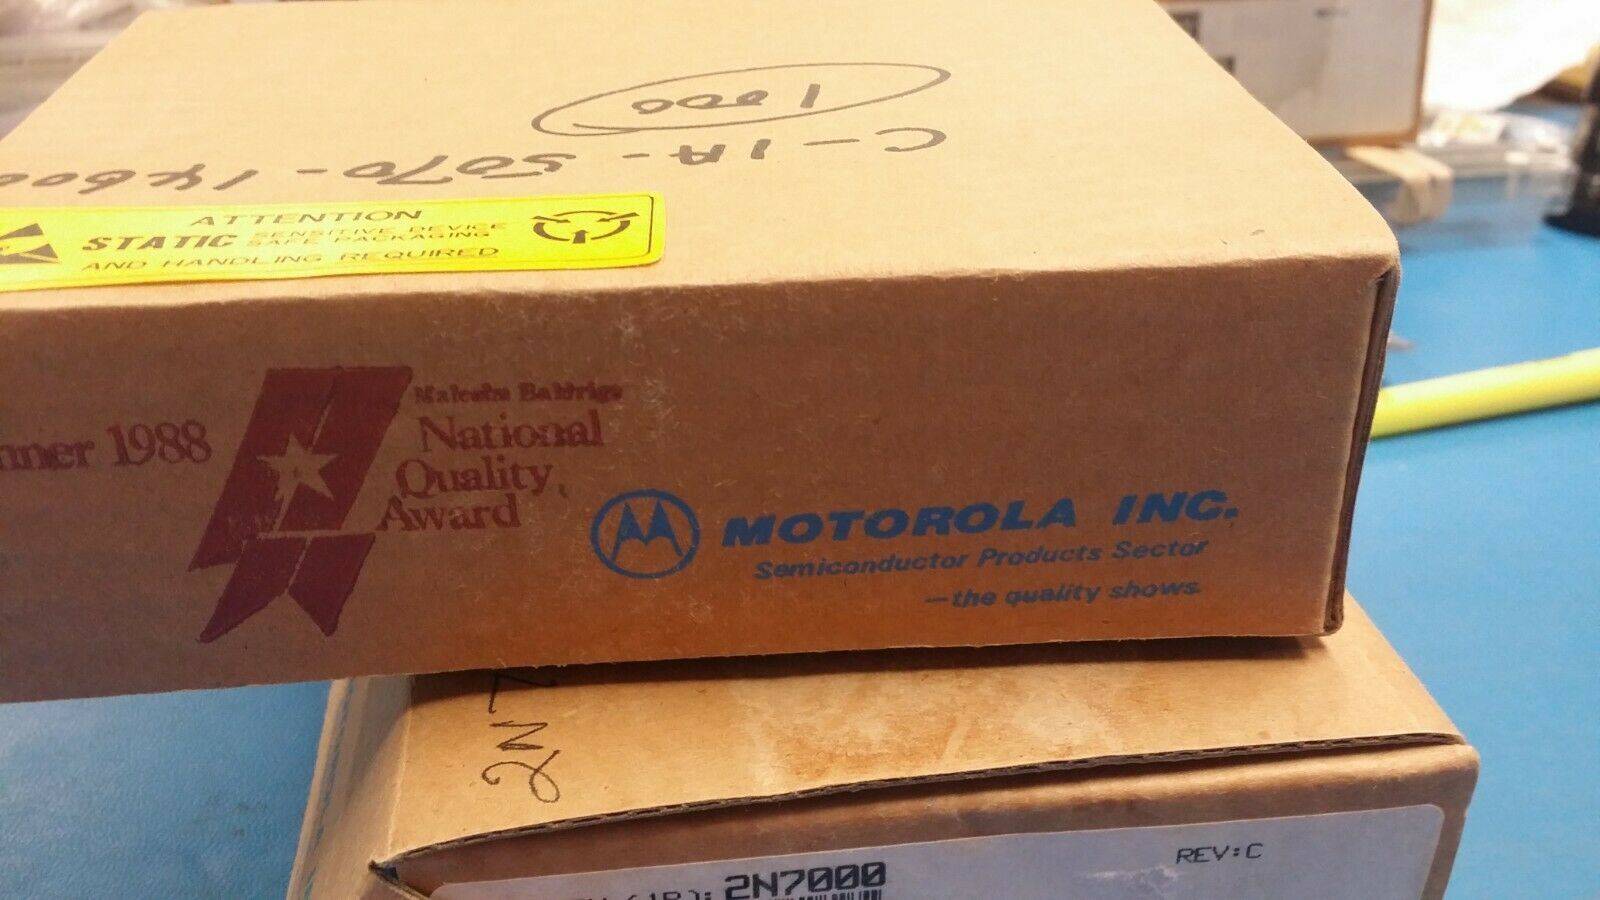 1000
C-1A-5070-14600
ATTENTION
STATIC SENSITIVE DEVICE
SAFE PACKAGING
AND HANDLING REQUIRED
nner 1988
Malcolm Baldrige
National
Quality
Award
MOTOROLA INC.
Semiconductor Products Sector
—the quality shows.
2N7
REV:C
2N7000